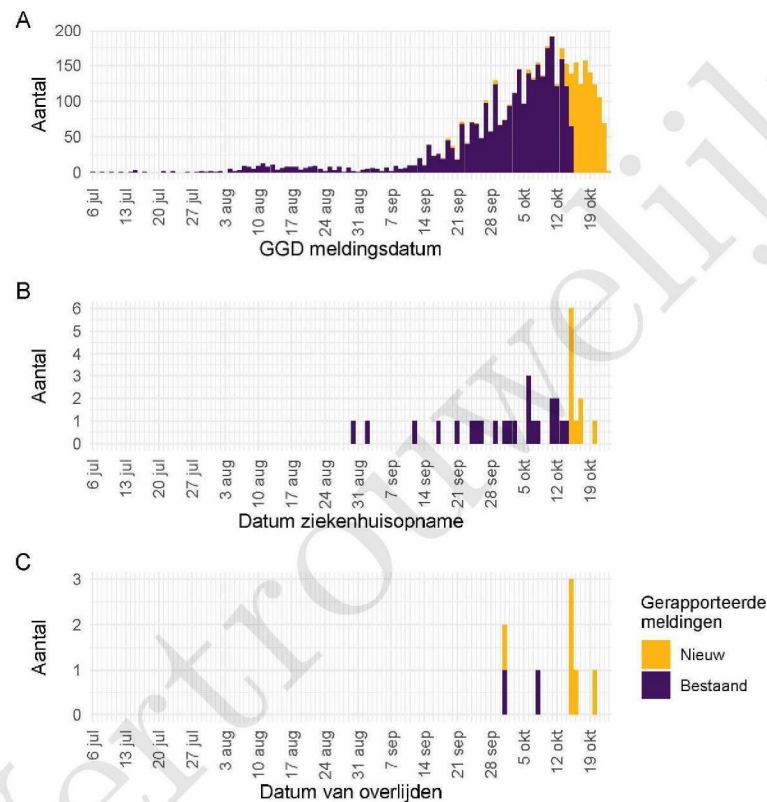 A
200
150
100
50
0
Aantal
6 jul
13 jul
20 jul
27 jul
3 aug
10 aug
17 aug
24 aug
31 aug
7 sep
14 sep
21 sep
28 sep
5 okt
12 okt
19 okt
GGD meldingsdatum
B
6
5
4
3
2
1
0
Aantal
6 jul
13 jul
20 jul
27 jul
3 aug
10 aug
17 aug
24 aug
31 aug
7 sep
14 sep
21 sep
28 sep
5 okt
12 okt
19 okt
Datum ziekenhuisopname
C
3
2
1
0
Aantal
6 jul
13 jul
20 jul
27 jul
3 aug
10 aug
17 aug
24 aug
31 aug
7 sep
14 sep
21 sep
28 sep
5 okt
12 okt
19 okt
Datum van overlijden
Gerapporteerde
meldingen
Nieuw
Bestaand